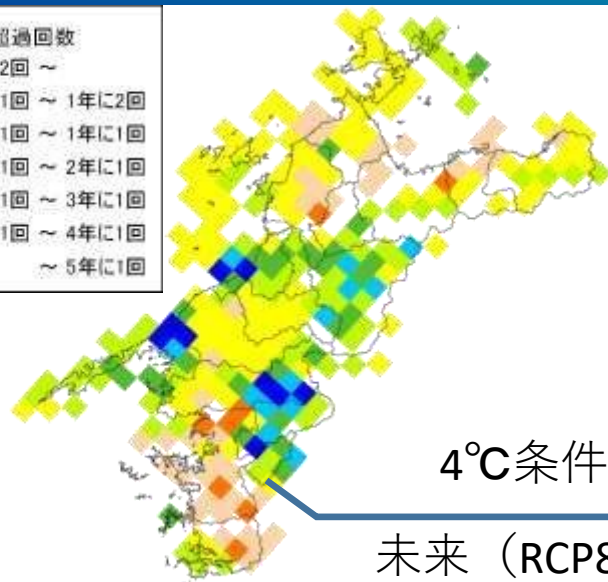 超過回数
2回 ～
1回 ～ 1年に2回
1回 ～ 1年に1回
1回 ～ 2年に1回
1回 ～ 3年に1回
1回 ～ 4年に1回
～ 5年に1回
4℃条件
未来（RCP8